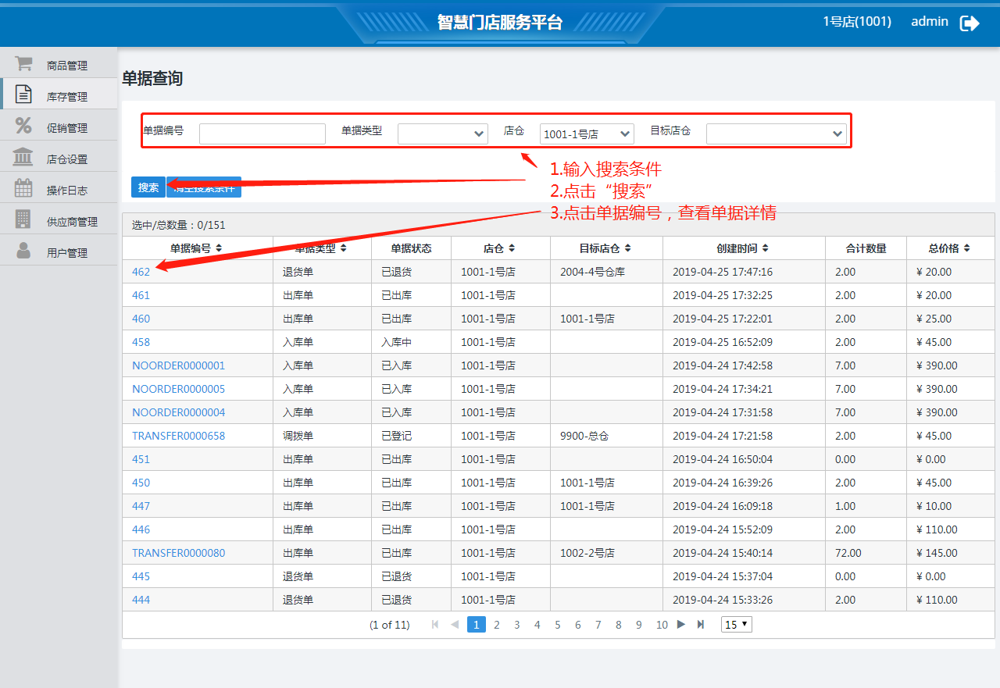 智慧门店服务平台
1号店(1001) admin
商品管理
库存管理
促销管理
店仓设置
操作日志
供应商管理
用户管理
单据查询
单据编号 单据类型 店仓 1001-1号店 目标店仓
1.输入搜索条件
2.点击“搜索”
3.点击单据编号，查看单据详情
搜索 清空搜索条件
选中/总数量：0/151
单据编号 单据类型 单据状态 店仓 目标店仓 创建时间 合计数量 总价格
462 退货单 已退货 1001-1号店 2004-4号仓库 2019-04-25 17:47:16 2.00 ¥ 20.00
461 出库单 已出库 1001-1号店 2019-04-25 17:32:25 2.00 ¥ 20.00
460 出库单 已出库 1001-1号店 1001-1号店 2019-04-25 17:22:01 2.00 ¥ 25.00
458 入库单 入库中 1001-1号店 2019-04-25 16:52:09 2.00 ¥ 45.00
NOORDER0000001 入库单 已入库 1001-1号店 2019-04-24 17:42:58 7.00 ¥ 390.00
NOORDER0000005 入库单 已入库 1001-1号店 2019-04-24 17:34:21 7.00 ¥ 390.00
NOORDER0000004 入库单 已入库 1001-1号店 2019-04-24 17:31:58 7.00 ¥ 390.00
TRANSFER0000658 调拨单 已登记 1001-1号店 9900-总仓 2019-04-24 17:21:58 2.00 ¥ 45.00
451 出库单 已出库 1001-1号店 2019-04-24 16:50:04 0.00 ¥ 0.00
450 出库单 已出库 1001-1号店 1001-1号店 2019-04-24 16:39:26 2.00 ¥ 45.00
447 出库单 已出库 1001-1号店 1001-1号店 2019-04-24 16:09:18 1.00 ¥ 10.00
446 出库单 已出库 1001-1号店 2019-04-24 15:52:09 2.00 ¥ 110.00
TRANSFER0000080 出库单 已出库 1001-1号店 1002-2号店 2019-04-24 15:40:14 72.00 ¥ 145.00
445 退货单 已退货 1001-1号店 2019-04-24 15:37:04 0.00 ¥ 0.00
444 退货单 已退货 1001-1号店 2019-04-24 15:33:26 2.00 ¥ 110.00
(1 of 11) 1 2 3 4 5 6 7 8 9 10 15